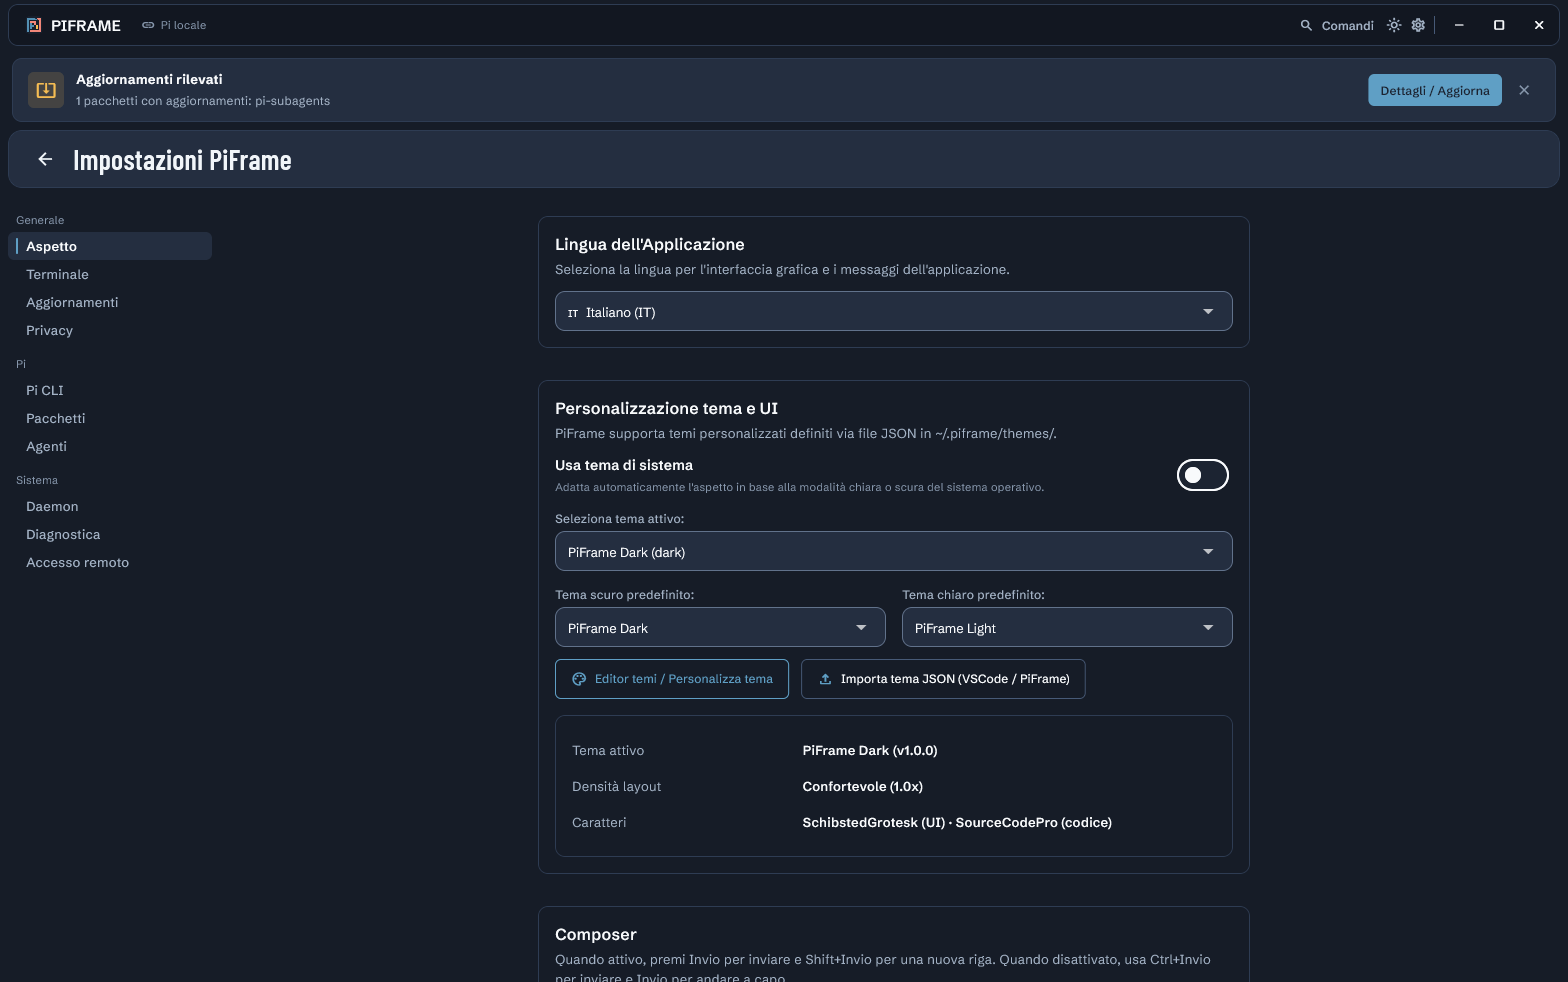 PIFRAME
Pi locale
Comandi
Aggiornamenti rilevati
1 pacchetti con aggiornamenti: pi-subagents
Dettagli / Aggiorna
Impostazioni PiFrame
Generale
Aspetto
Terminale
Aggiornamenti
Privacy
Pi
Pi CLI
Pacchetti
Agenti
Sistema
Daemon
Diagnostica
Accesso remoto
Lingua dell'Applicazione
Seleziona la lingua per l'interfaccia grafica e i messaggi dell'applicazione.
IT Italiano (IT)
Personalizzazione tema e UI
PiFrame supporta temi personalizzati definiti via file JSON in ~/.piframe/themes/.
Usa tema di sistema
Adatta automaticamente l'aspetto in base alla modalità chiara o scura del sistema operativo.
Seleziona tema attivo:
PiFrame Dark (dark)
Tema scuro predefinito:
PiFrame Dark
Tema chiaro predefinito:
PiFrame Light
Editor temi / Personalizza tema
Importa tema JSON (VSCode / PiFrame)
Tema attivo
PiFrame Dark (v1.0.0)
Densità layout
Confortevole (1.0x)
Caratteri
SchibstedGrotesk (UI) · SourceCodePro (codice)
Composer
Quando attivo, premi Invio per inviare e Shift+Invio per una nuova riga. Quando disattivato, usa Ctrl+Invio
per inviare e Invio per andare a capo.